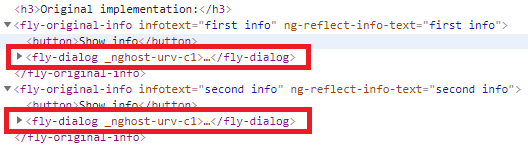 <h3>Original implementation:</h3>
▼<fly-original-info infotext="first info" ng-reflect-info-text="first info">
<button>Show info</button>
▶<fly-dialog _nghost-urv-c1>…</fly-dialog>
</fly-original-info>
▼<fly-original-info infotext="second info" ng-reflect-info-text="second info">
<button>Show info</button>
▶<fly-dialog _nghost-urv-c1>…</fly-dialog>
</fly-original-info>